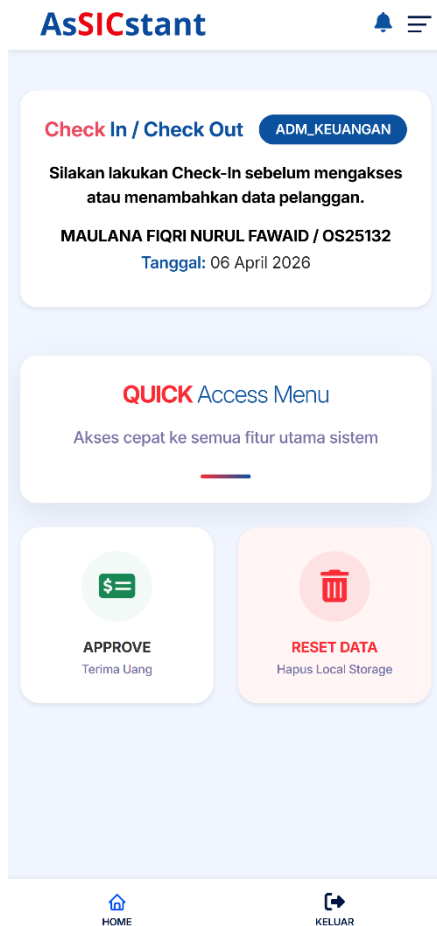 AsSICstant
Check In / Check Out ADM_KEUANGAN
Silakan lakukan Check-In sebelum mengakses
atau menambahkan data pelanggan.
MAULANA FIQRI NURUL FAWAID / OS25132
Tanggal: 06 April 2026
QUICK Access Menu
Akses cepat ke semua fitur utama sistem
APPROVE
Terima Uang
RESET DATA
Hapus Local Storage
HOME
KELUAR